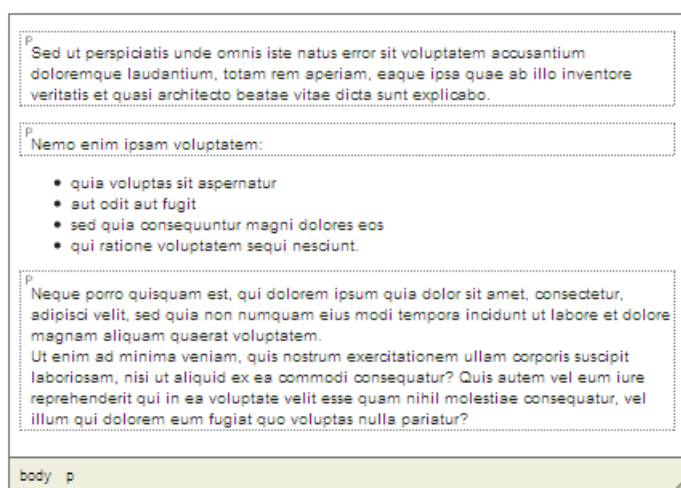 P
Sed ut perspiciatis unde omnis iste natus error sit voluptatem accusantium
doloremque laudantium, totam rem aperiam, eaque ipsa quae ab illo inventore
veritatis et quasi architecto beatae vitae dicta sunt explicabo.
P
Nemo enim ipsam voluptatem:
• quia voluptas sit aspernatur
• aut odit aut fugit
• sed quia consequuntur magni dolores eos
• qui ratione voluptatem sequi nesciunt.
P
Neque porro quisquam est, qui dolorem ipsum quia dolor sit amet, consectetur,
adipisci velit, sed quia non numquam eius modi tempora incidunt ut labore et dolore
magnam aliquam quaerat voluptatem.
Ut enim ad minima veniam, quis nostrum exercitationem ullam corporis suscipit
laboriosam, nisi ut aliquid ex ea commodi consequatur? Quis autem vel eum iure
reprehenderit qui in ea voluptate velit esse quam nihil molestiae consequatur, vel
illum qui dolorem eum fugiat quo voluptas nulla pariatur?
body p